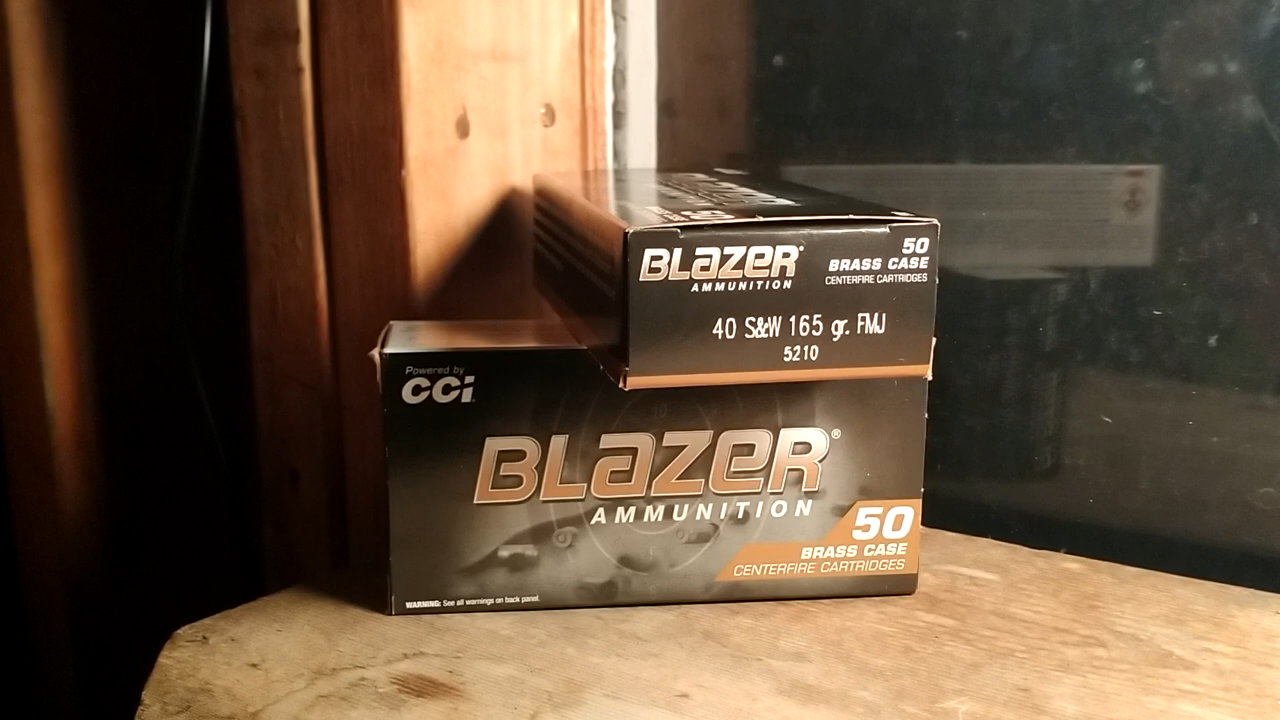 BLAZER®
AMMUNITION
50
BRASS CASE
CENTERFIRE CARTRIDGES
40 S&W 165 gr. FMJ
5210
Powered by
CCI
BLAZER®
AMMUNITION
50
BRASS CASE
CENTERFIRE CARTRIDGES
WARNING: See all warnings on back panel.